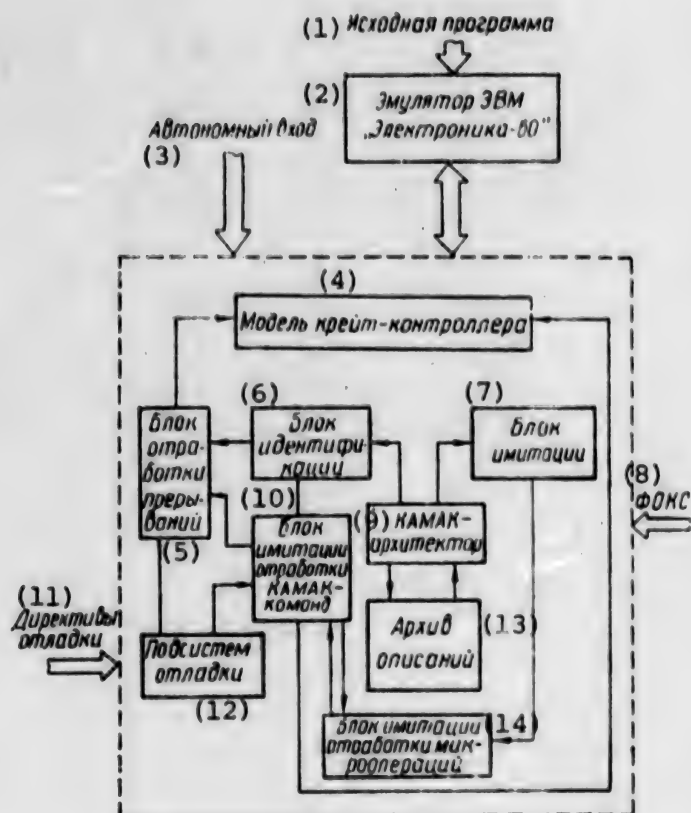 (1) Исходная программа
(2)
Эмулятор ЭВМ
„Электроника-60"
Автономный вход
(3)
(4)
Модель крейт-контроллера
(6)
(7)
Блок
отра-
ботки
преры-
ваний
(5)
Блок
идентифи-
кации
Блок
имитации
(8)
ФОКС
(10)
Блок
имитации
отработки
КАМАК-
команд
(9)
КАМАК-
архитектор
(11)
Директивы
отладки
Подсистем
отладки
(12)
Архив
описаний
(13)
Блок имитации
отработки мик-
роопераций
(14)